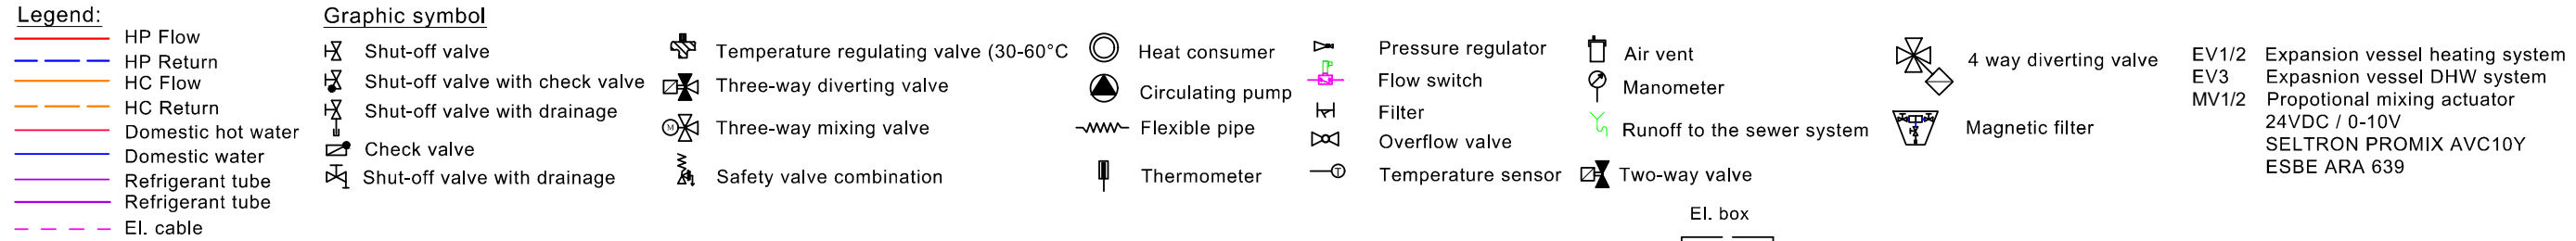 Legend:
HP Flow
HP Return
HC Flow
HC Return
Domestic hot water
Domestic water
Refrigerant tube
Refrigerant tube
El. cable
Graphic symbol
Shut-off valve
Shut-off valve with check valve
Shut-off valve with drainage
Check valve
Shut-off valve with drainage
Temperature regulating valve (30-60°C
Three-way diverting valve
M
Three-way mixing valve
Safety valve combination
Heat consumer
Circulating pump
Flexible pipe
Thermometer
Pressure regulator
P
Flow switch
Filter
Overflow valve
T
Temperature sensor
Air vent
Manometer
Runoff to the sewer system
Two-way valve
El. box
4 way diverting valve
Magnetic filter
EV1/2 Expansion vessel heating system
EV3 Expasnion vessel DHW system
MV1/2 Propotional mixing actuator
24VDC / 0-10V
SELTRON PROMIX AVC10Y
ESBE ARA 639